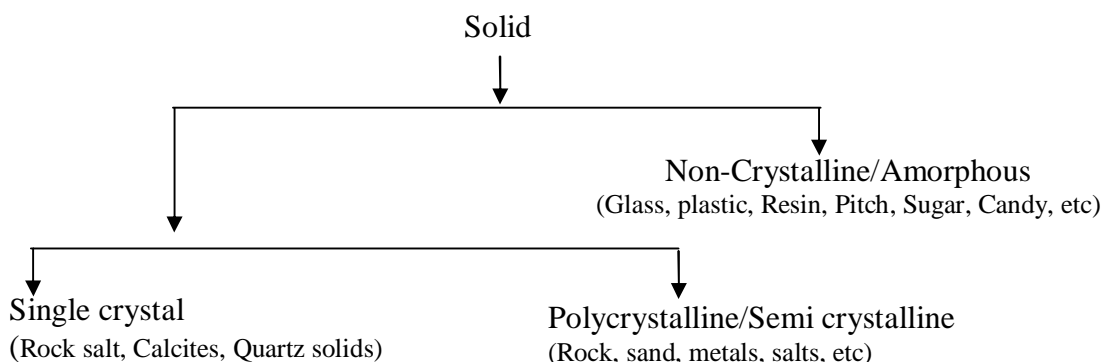 Solid
Non-Crystalline/Amorphous
(Glass, plastic, Resin, Pitch, Sugar, Candy, etc)
Single crystal
(Rock salt, Calcites, Quartz solids)
Polycrystalline/Semi crystalline
(Rock, sand, metals, salts, etc)